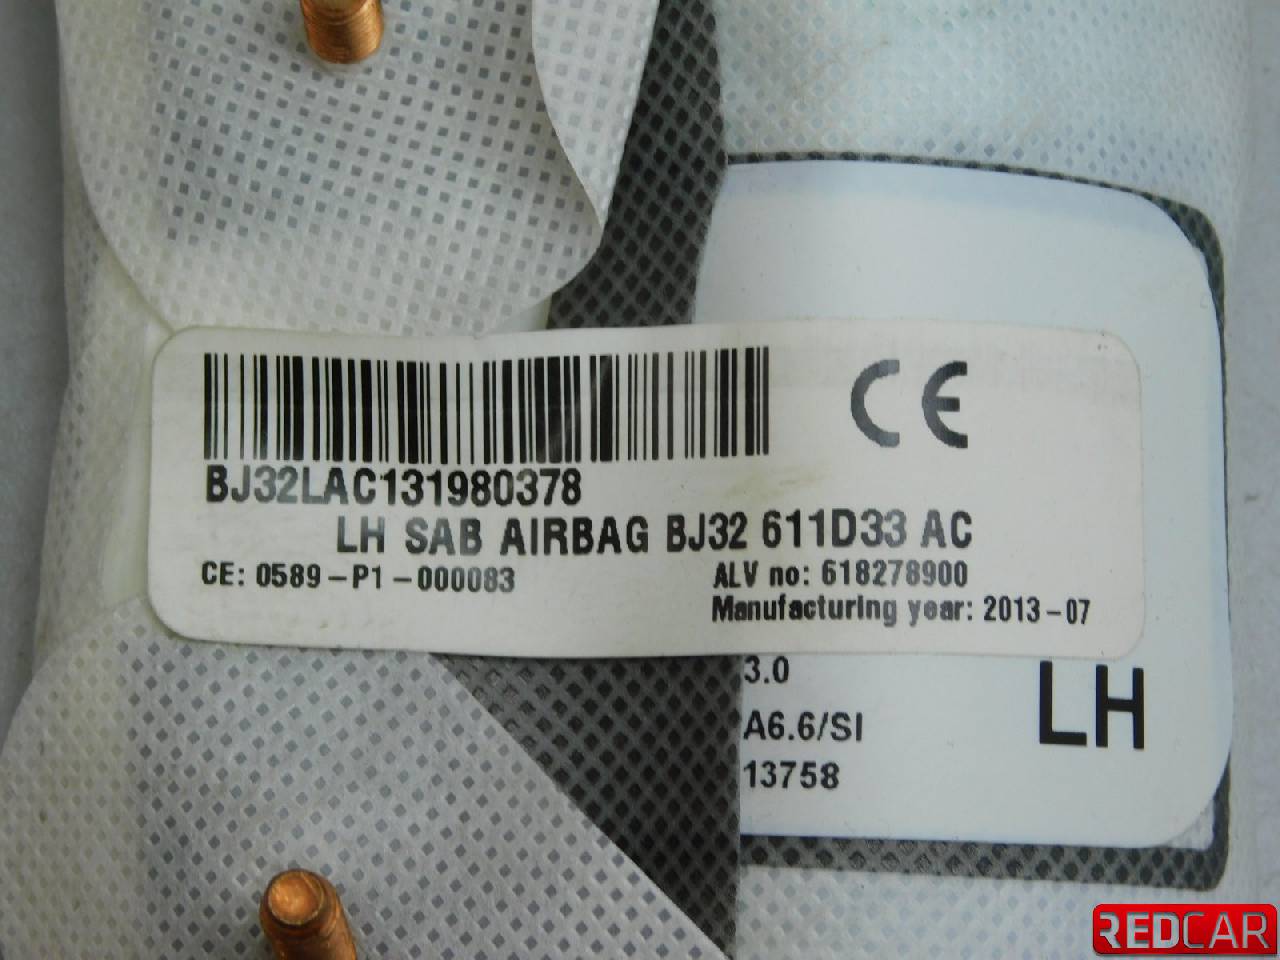 CE
BJ32LAC131980378
LH SAB AIRBAG BJ32 611D33 AC
CE: 0589-P1-000083
ALV no: 618278900
Manufacturing year: 2013-07
3.0
LH
A6.6/SI
13758
REDCAR